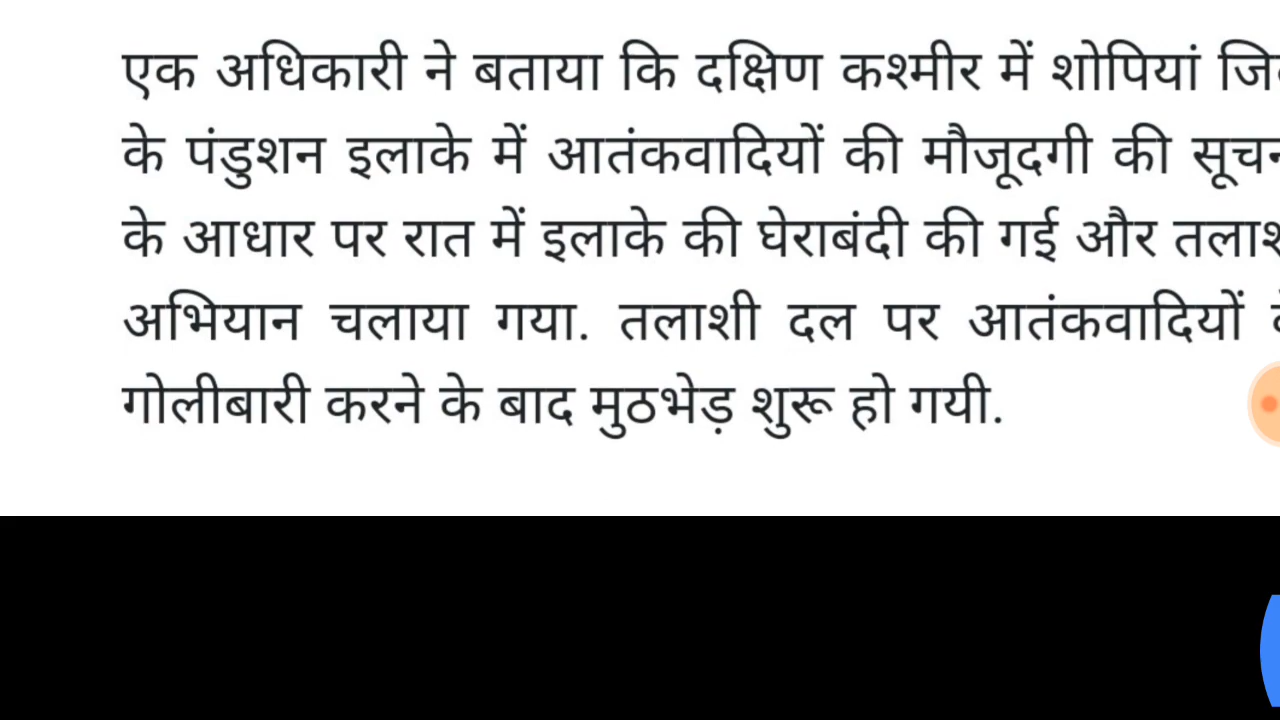 एक अधिकारी ने बताया कि दक्षिण कश्मीर में शोपियां
के पंडुशन इलाके में आतंकवादियों की मौजूदगी की
के आधार पर रात में इलाके की घेराबंदी की गई और
अभियान चलाया गया. तलाशी दल पर आतंकवादियों
गोलीबारी करने के बाद मुठभेड़ शुरू हो गयी.